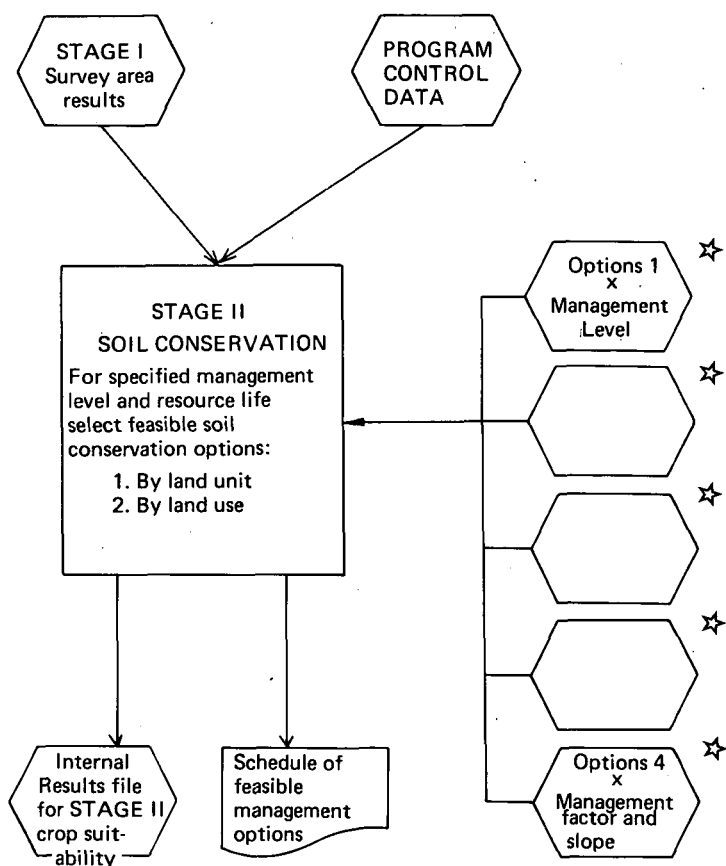 STAGE I
Survey area
results
PROGRAM
CONTROL
DATA
STAGE II
SOIL CONSERVATION
For specified management
level and resource life
select feasible soil
conservation options:
1. By land unit
2. By land use
Options 1
x
Management
Level
Options 4
x
Management
factor and
slope
Internal
Results file
for STAGE II
crop suit-
ability
Schedule of
feasible
management
options